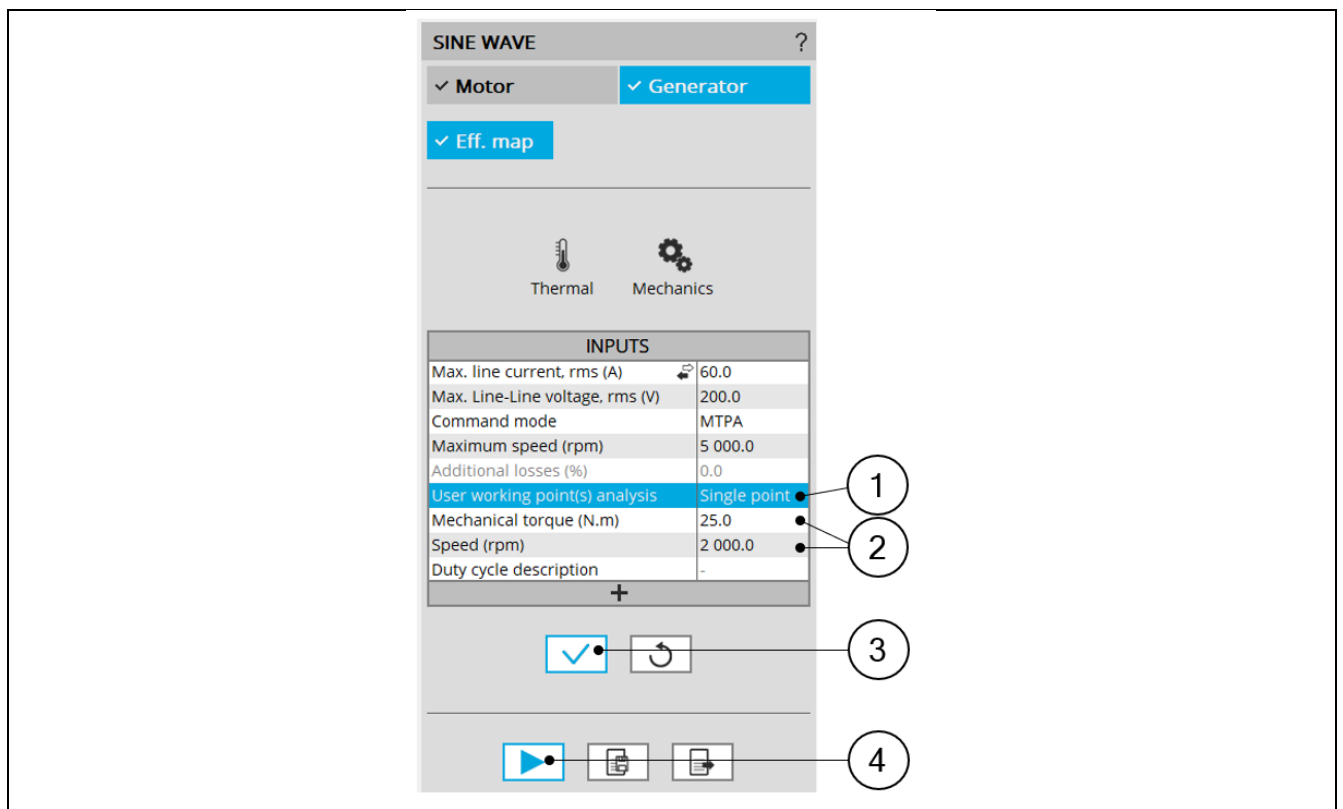 SINE WAVE ?
Motor Generator
Eff. map
Thermal Mechanics
INPUTS
Max. line current, rms (A) 60.0
Max. Line-Line voltage, rms (V) 200.0
Command mode MTPA
Maximum speed (rpm) 5 000.0
Additional losses (%) 0.0
User working point(s) analysis Single point 1
Mechanical torque (N.m) 25.0
Speed (rpm) 2 000.0 2
Duty cycle description -
+
3
4